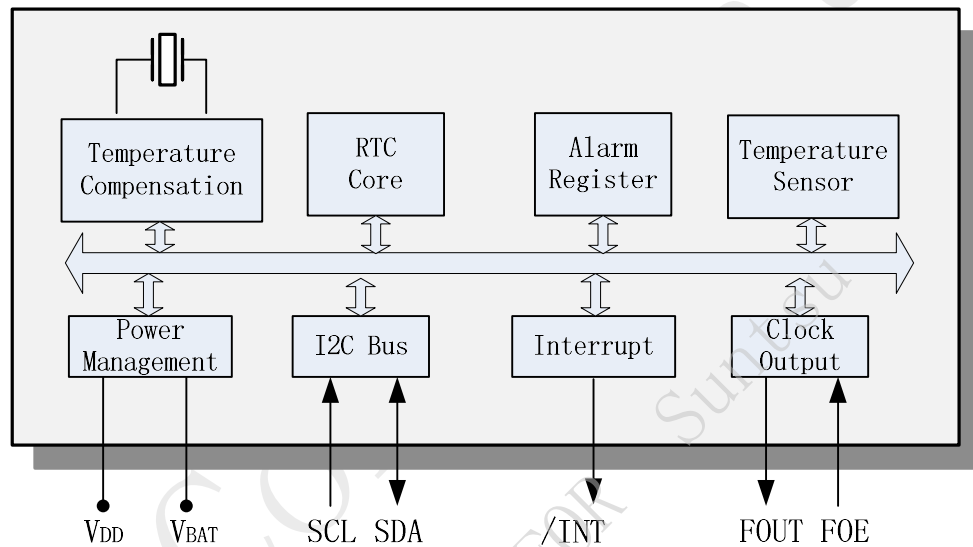 Temperature
Compensation
RTC
Core
Alarm
Register
Temperature
Sensor
Power
Management
I2C Bus
Interrupt
Clock
Output
VDD
VBAT
SCL SDA
/INT
FOUT FOE
Suntsu